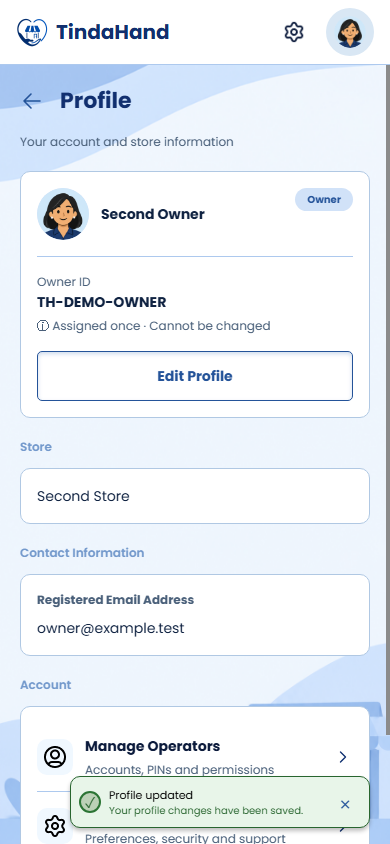 TindaHand
Profile
Your account and store information
Second Owner
Owner
Owner ID
TH-DEMO-OWNER
Assigned once · Cannot be changed
Edit Profile
Store
Second Store
Contact Information
Registered Email Address
owner@example.test
Account
Manage Operators
Accounts, PINs and permissions
Profile updated
Your profile changes have been saved.
Preferences, security and support